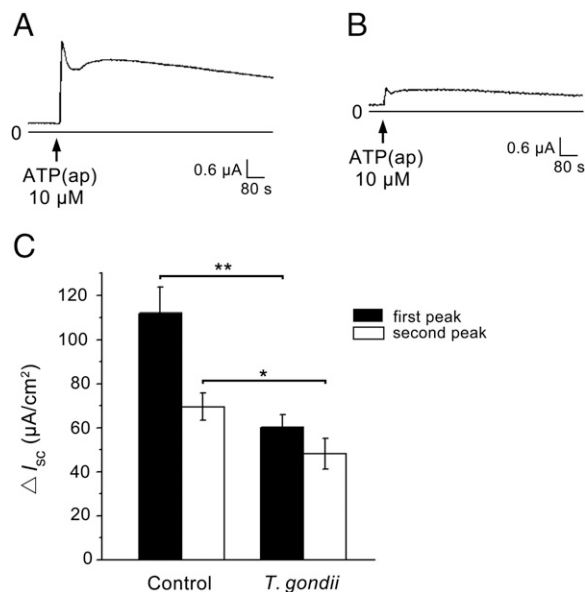 A
0
ATP(ap)
10 µM
0.6 µA
80 s
B
0
ATP(ap)
10 µM
0.6 µA
80 s
C
△ Isc (µA/cm²)
120
100
80
60
40
20
0
**
*
first peak
second peak
Control
T. gondii